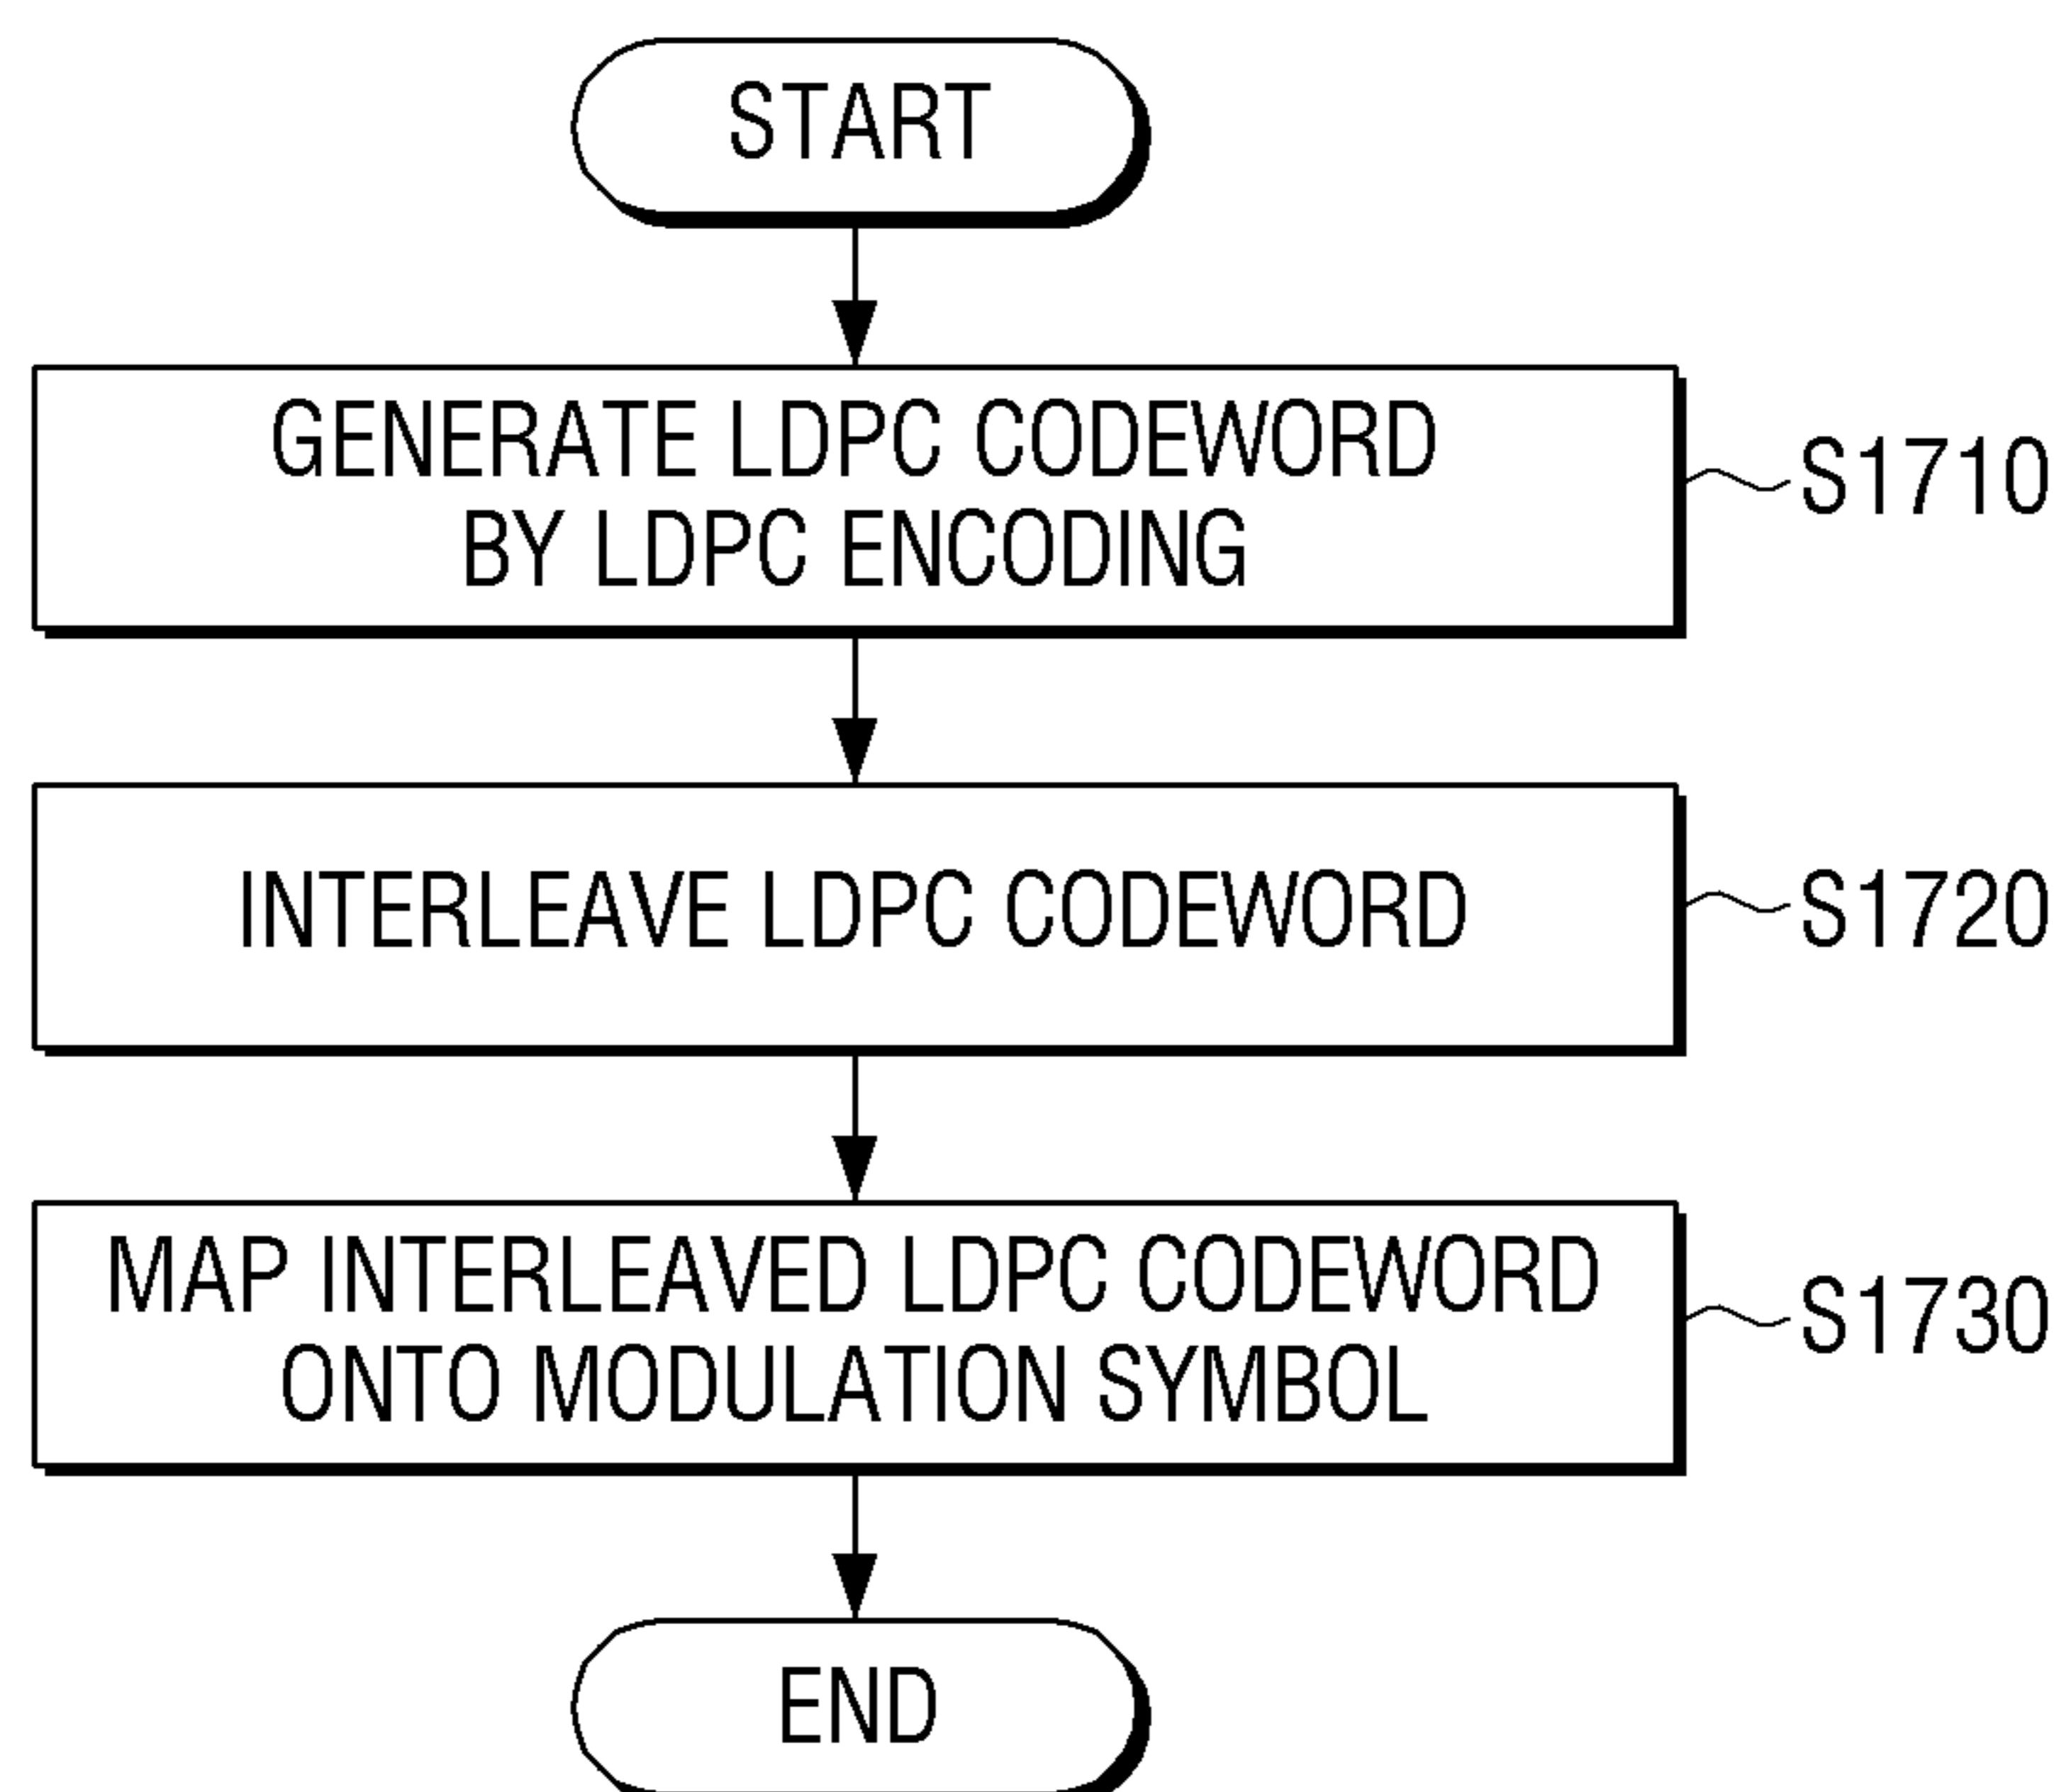 START
GENERATE LDPC CODEWORD
BY LDPC ENCODING
S1710
INTERLEAVE LDPC CODEWORD
S1720
MAP INTERLEAVED LDPC CODEWORD
ONTO MODULATION SYMBOL
S1730
END